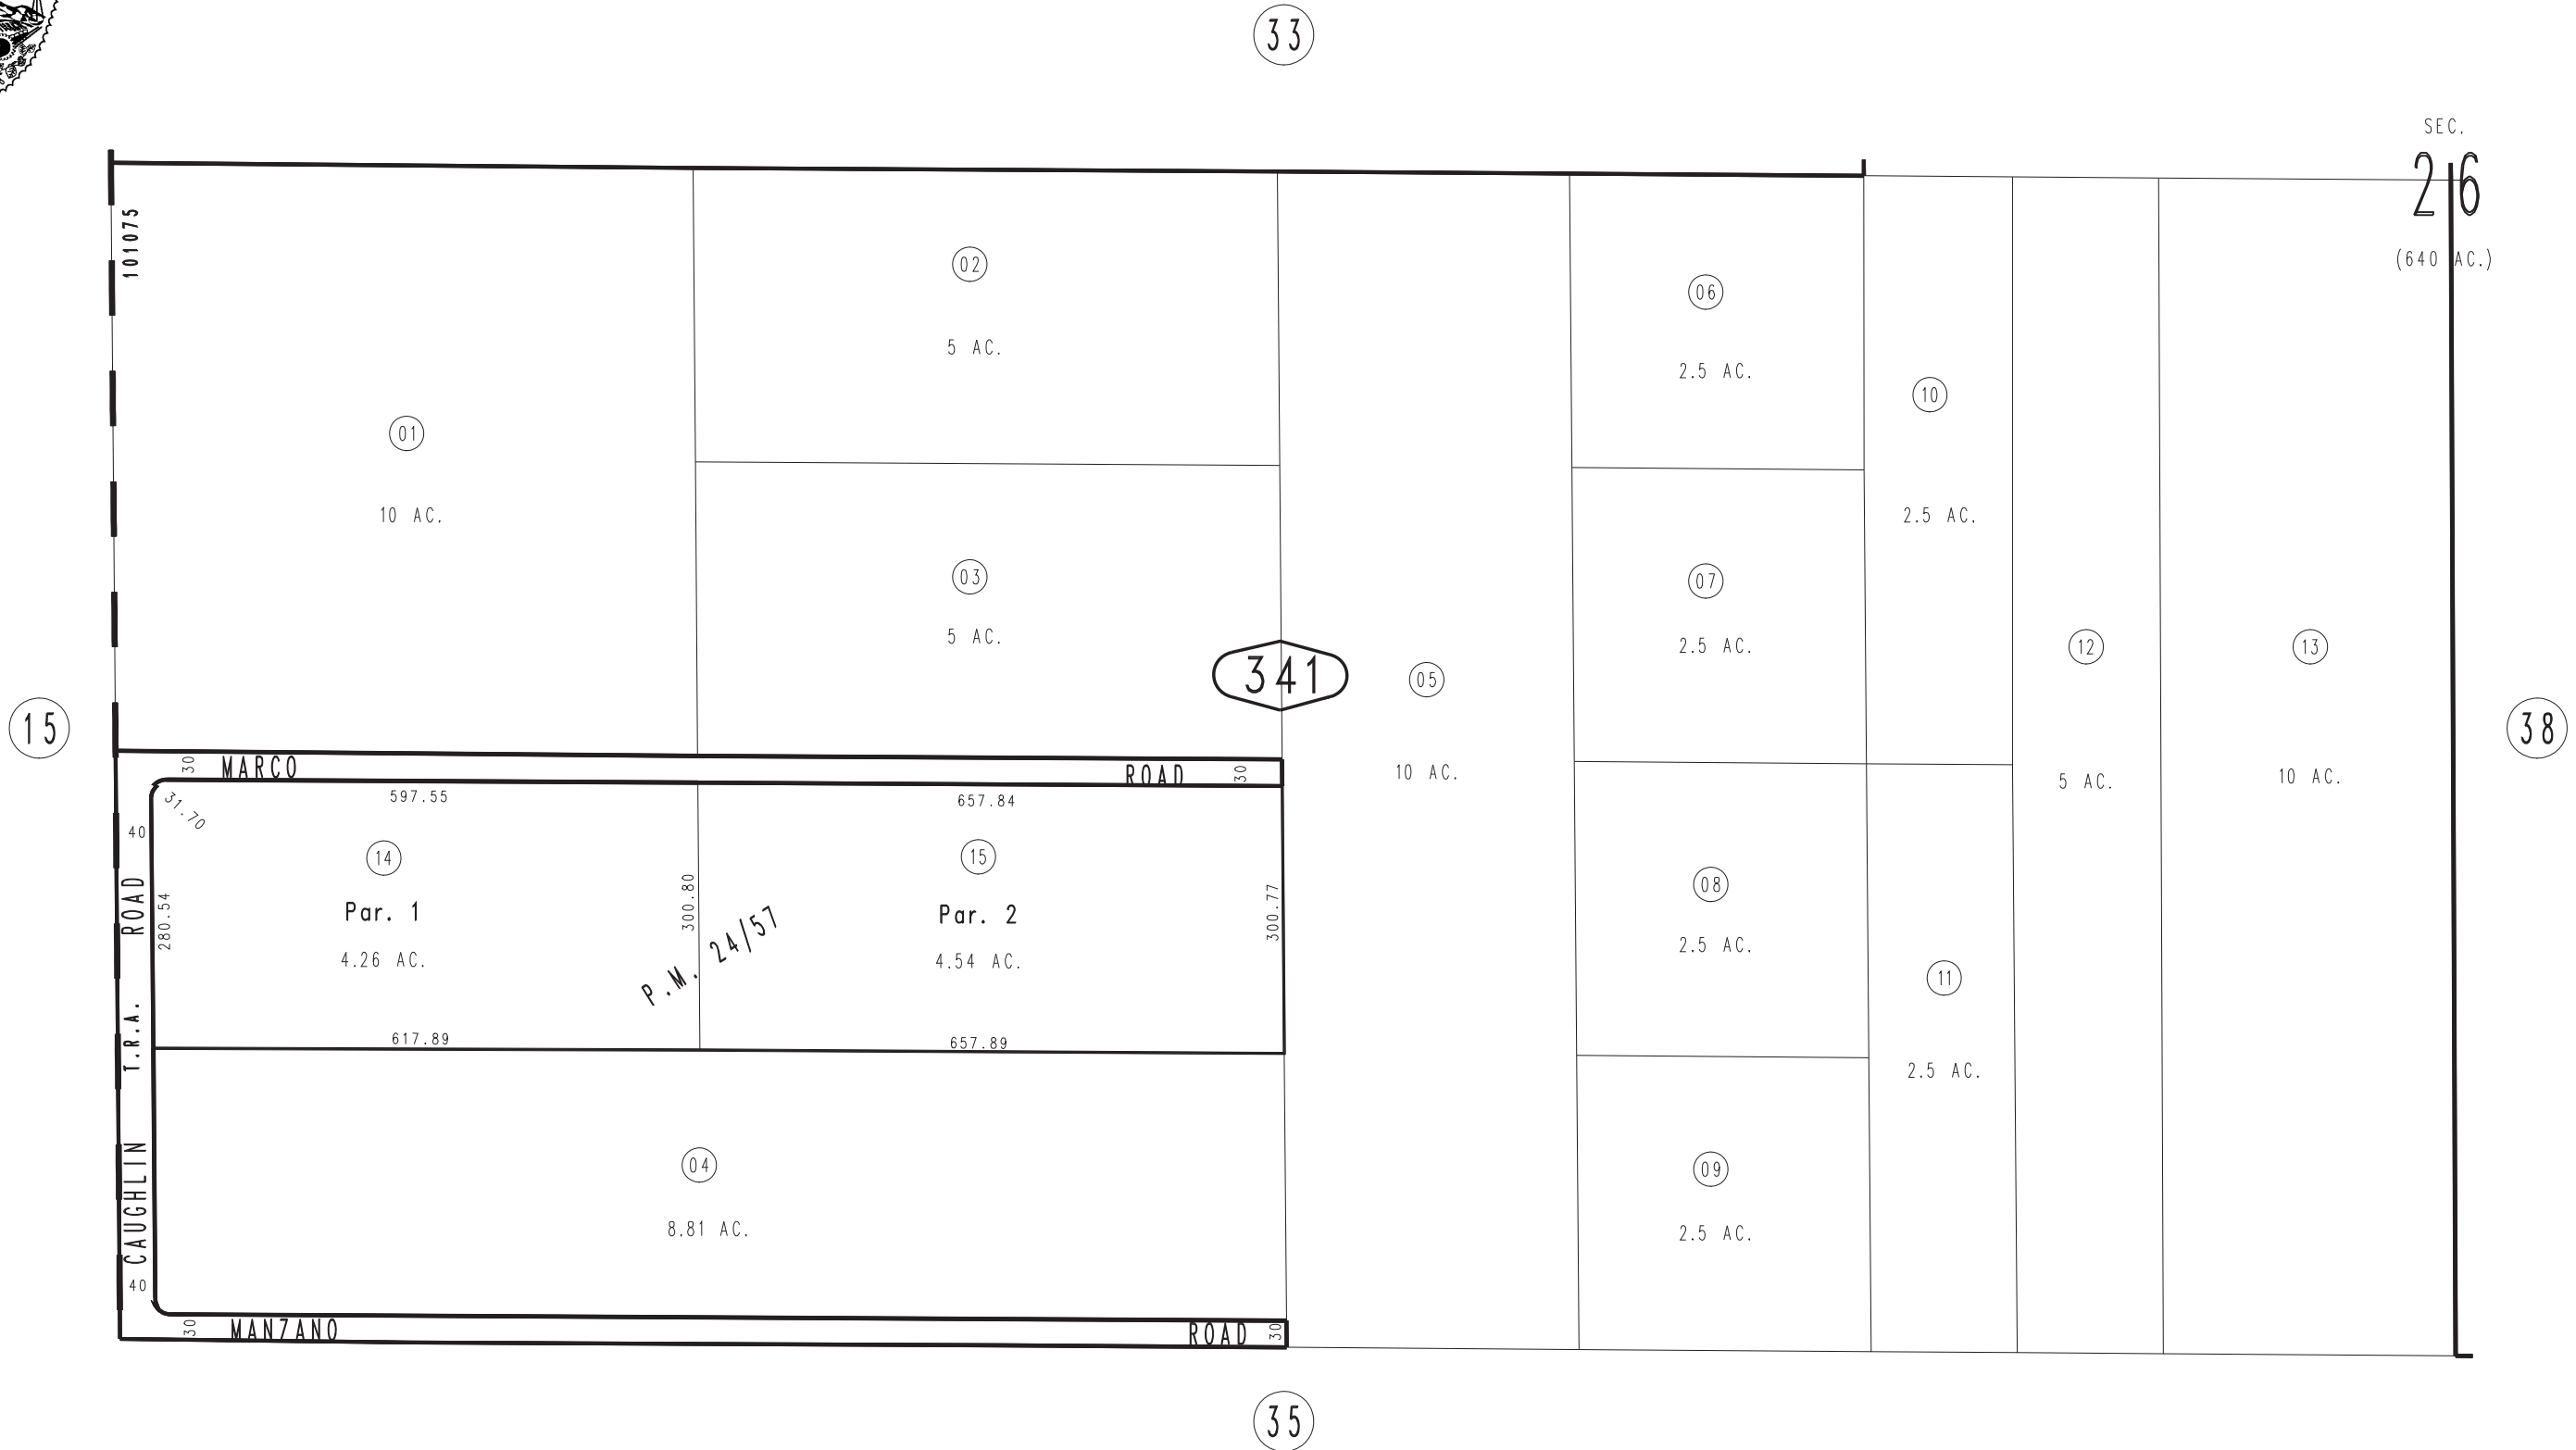 33
SEC.
26
(640 AC.)
101075
01
10 AC.
02
5 AC.
03
5 AC.
341
05
10 AC.
06
2.5 AC.
07
2.5 AC.
08
2.5 AC.
09
2.5 AC.
10
2.5 AC.
11
2.5 AC.
12
5 AC.
13
10 AC.
15
38
30 MARCO ROAD 30
31.70
597.55
657.84
40
CAUGHLIN ROAD
T.R.A.
40
280.54
14
Par. 1
4.26 AC.
300.80
P.M. 24/57
15
Par. 2
4.54 AC.
300.77
617.89
657.89
04
8.81 AC.
30 MANZANO ROAD 30
35